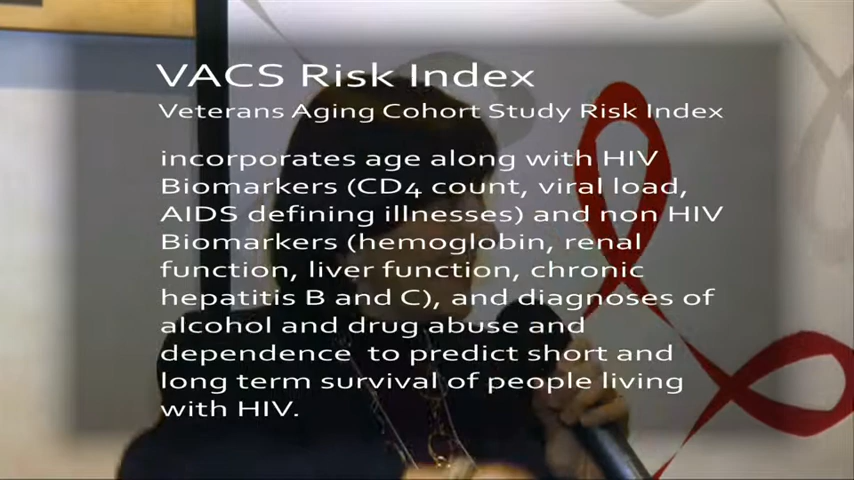 VACS Risk Index
Veterans Aging Cohort Study Risk Index
incorporates age along with HIV
Biomarkers (CD4 count, viral load,
AIDS defining illnesses) and non HIV
Biomarkers (hemoglobin, renal
function, liver function, chronic
hepatitis B and C), and diagnoses of
alcohol and drug abuse and
dependence to predict short and
long term survival of people living
with HIV.